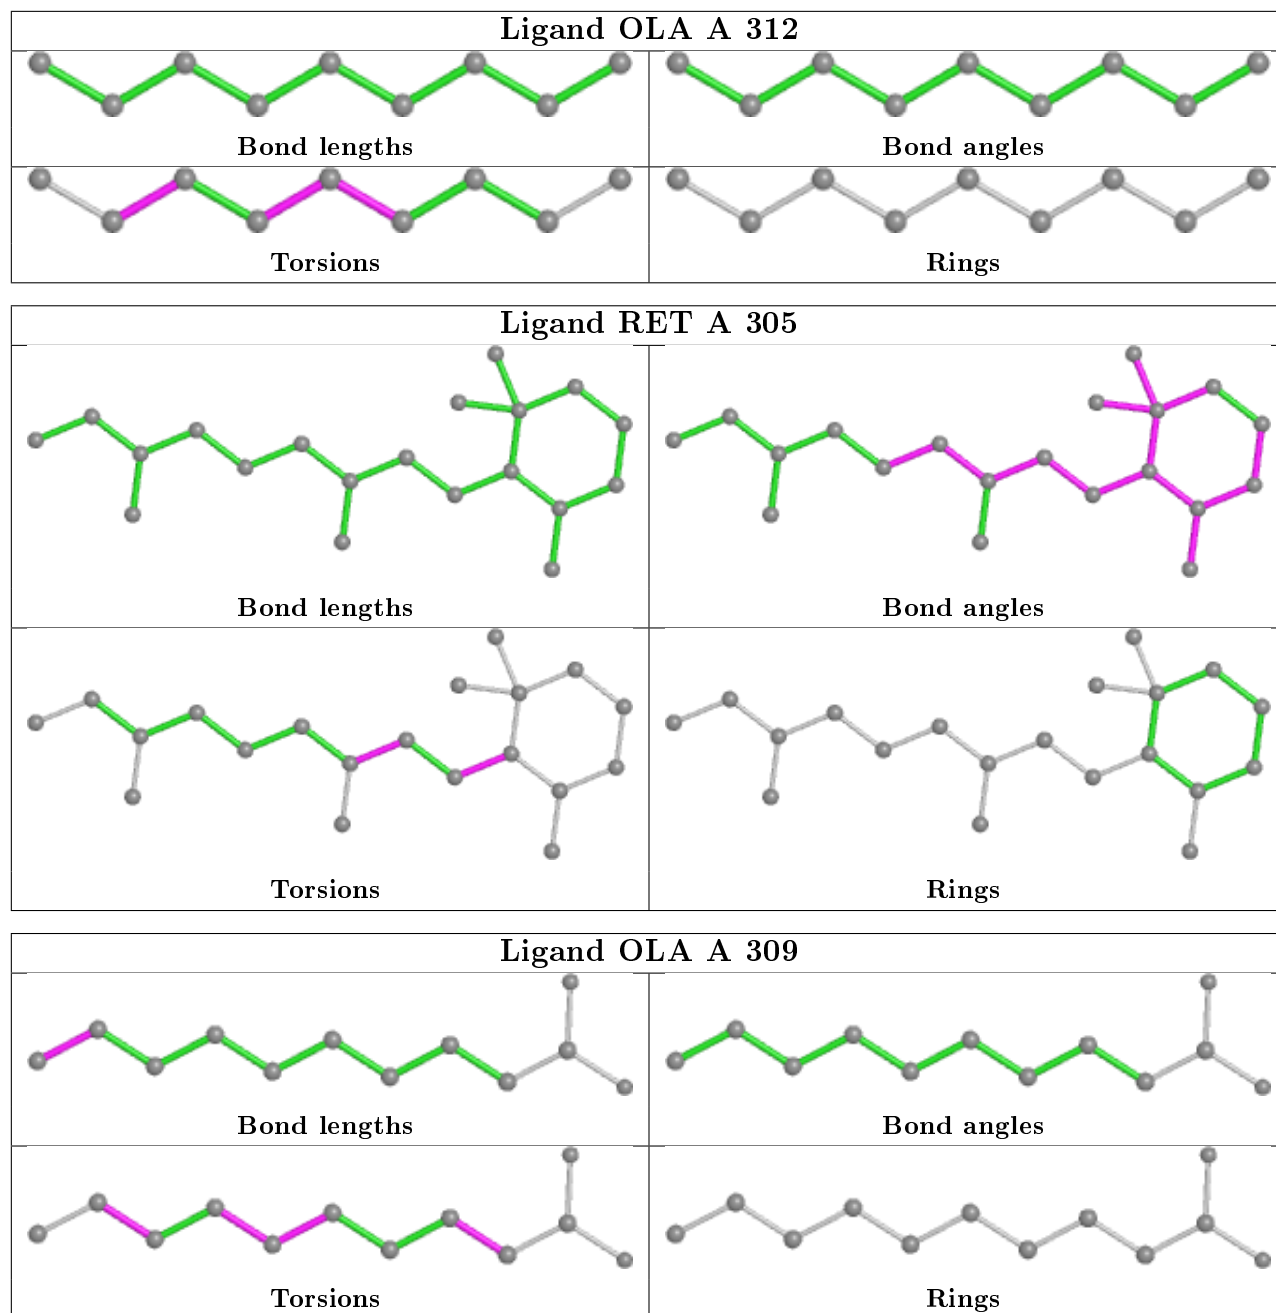 Ligand OLA A 312
Bond lengths
Bond angles
Torsions
Rings
Ligand RET A 305
Bond lengths
Bond angles
Torsions
Rings
Ligand OLA A 309
Bond lengths
Bond angles
Torsions
Rings